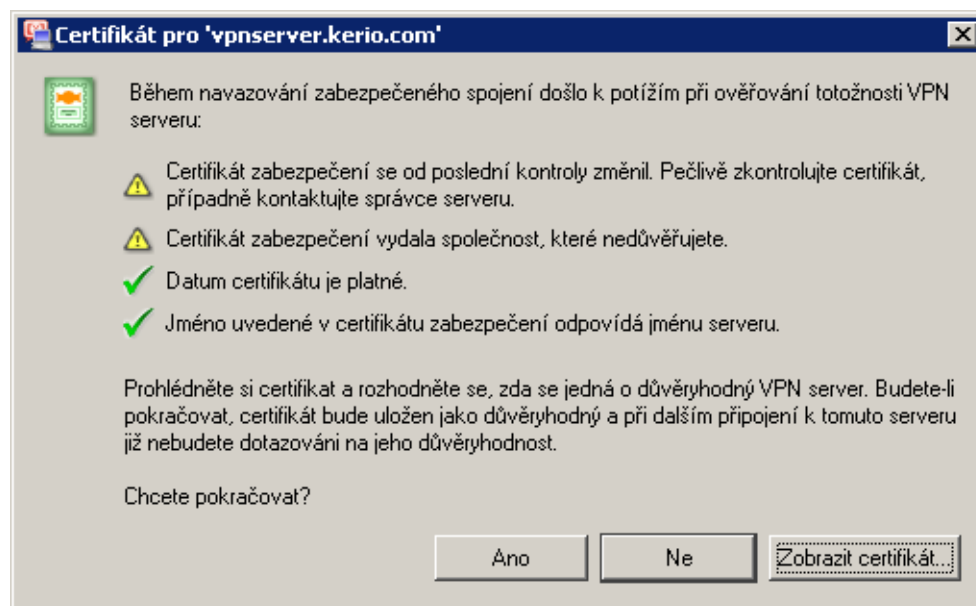 Certifikát pro 'vpnserver.kerio.com'
Během navazování zabezpečeného spojení došlo k potížím při ověřování totožnosti VPN
serveru:
Certifikát zabezpečení se od poslední kontroly změnil. Pečlivě zkontrolujte certifikát,
případně kontaktujte správce serveru.
Certifikát zabezpečení vydala společnost, které nedůvěřujete.
Datum certifikátu je platné.
Jméno uvedené v certifikátu zabezpečení odpovídá jménu serveru.
Prohlédněte si certifikat a rozhodněte se, zda se jedná o důvěryhodný VPN server. Budete-li
pokračovat, certifikát bude uložen jako důvěryhodný a při dalším připojení k tomuto serveru
již nebudete dotazováni na jeho důvěryhodnost.
Chcete pokračovat?
Ano
Ne
Zobrazit certifikát...